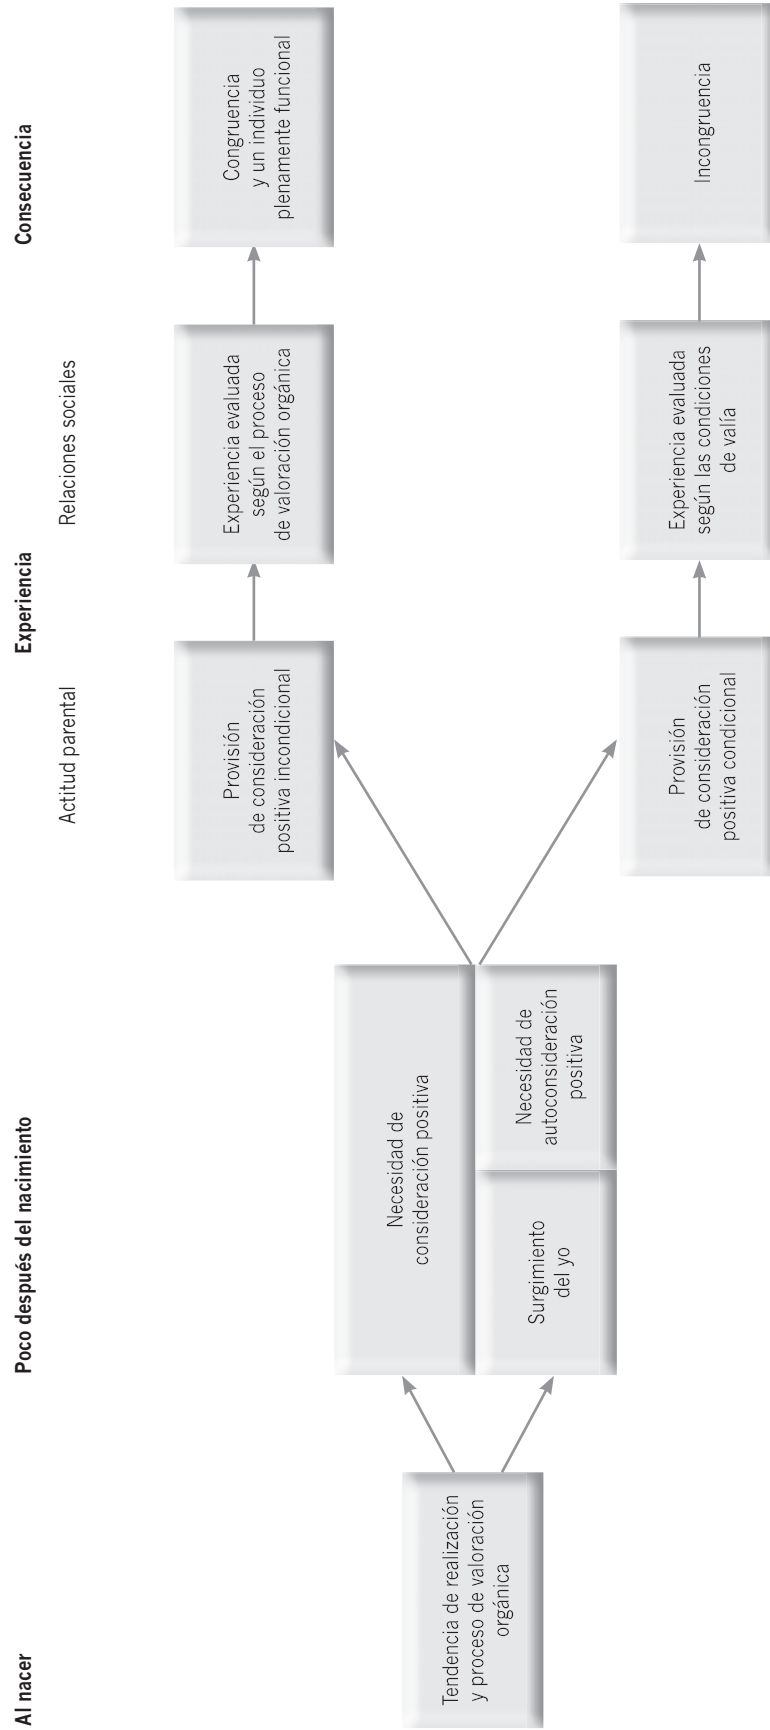 Al nacer
Poco después del nacimiento
Experiencia
Consecuencia
Actitud parental
Relaciones sociales
Tendencia de realización
y proceso de valoración
orgánica
Necesidad de
consideración positiva
Surgimiento
del yo
Necesidad de
autoconsideración
positiva
Provisión
de consideración
positiva incondicional
Experiencia evaluada
según el proceso
de valoración orgánica
Congruencia
y un individuo
plenamente funcional
Provisión
de consideración
positiva condicional
Experiencia evaluada
según las condiciones
de valía
Incongruencia